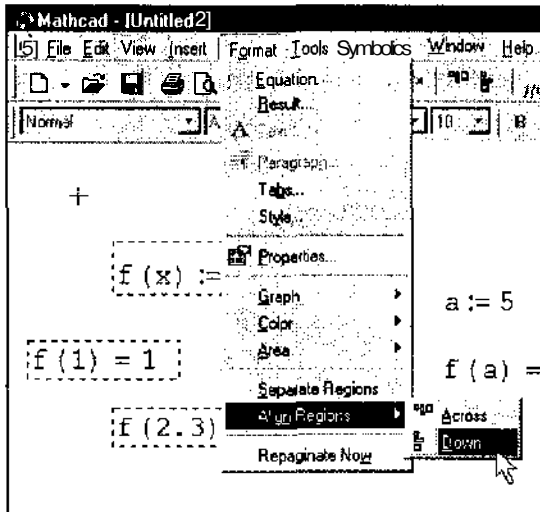 Mathcad - [Untitled2]
File Edit View Insert Format Tools Symbolics Window Help
Normal 10 B
Equation...
Result...
Paragraph...
Tabs...
Style...
Properties...
Graph
Color
Area
Separate Regions
Align Regions
Repaginate Now
Across
Down
f (x) :=
a := 5
f (1) = 1
f (a) =
f (2.3)